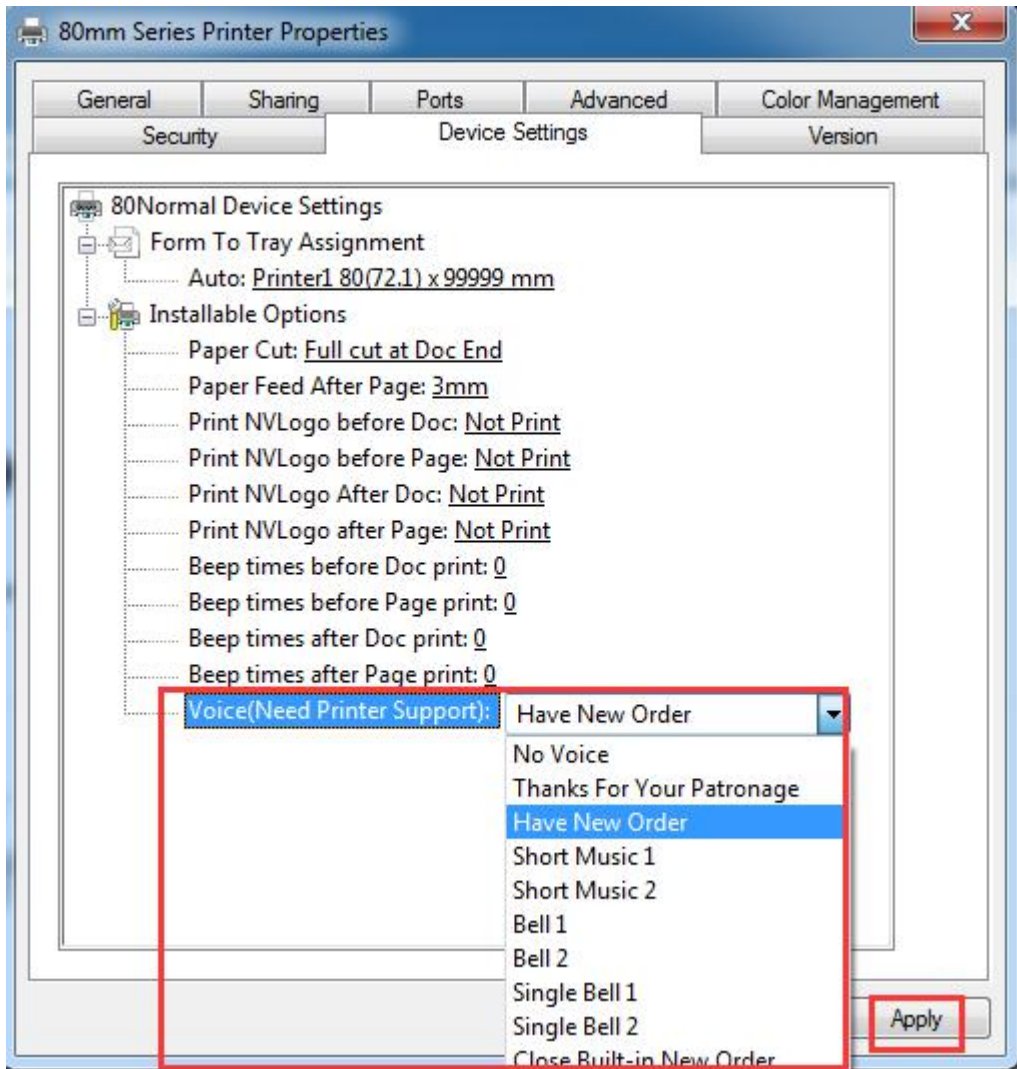 80mm Series Printer Properties
General Sharing Ports Advanced Color Management
Security Device Settings Version
80Normal Device Settings
Form To Tray Assignment
Auto: Printer1 80(72.1) x 99999 mm
Installable Options
Paper Cut: Full cut at Doc End
Paper Feed After Page: 3mm
Print NVLogo before Doc: Not Print
Print NVLogo before Page: Not Print
Print NVLogo After Doc: Not Print
Print NVLogo after Page: Not Print
Beep times before Doc print: 0
Beep times before Page print: 0
Beep times after Doc print: 0
Beep times after Page print: 0
Voice(Need Printer Support): Have New Order
No Voice
Thanks For Your Patronage
Have New Order
Short Music 1
Short Music 2
Bell 1
Bell 2
Single Bell 1
Single Bell 2
Close Built-in New Order
Apply